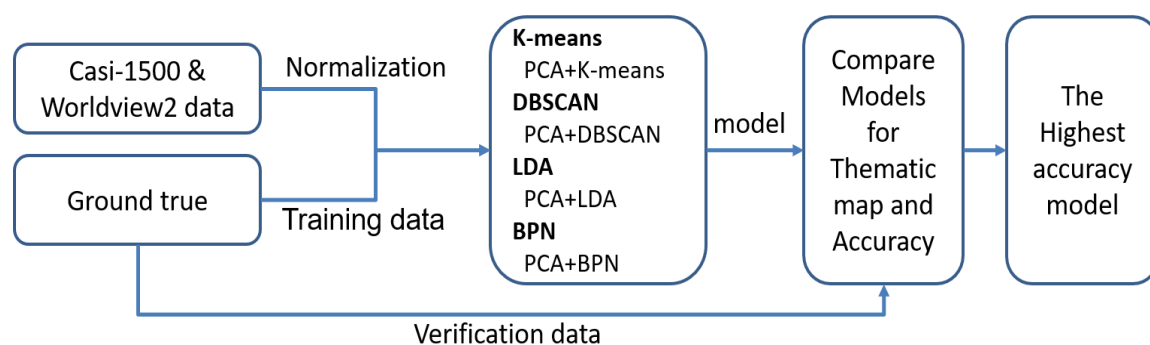 Casi-1500 &
Worldview2 data
Normalization
Ground true
Training data
K-means
PCA+K-means
DBSCAN
PCA+DBSCAN
LDA
PCA+LDA
BPN
PCA+BPN
model
Compare
Models
for
Thematic
map and
Accuracy
The
Highest
accuracy
model
Verification data